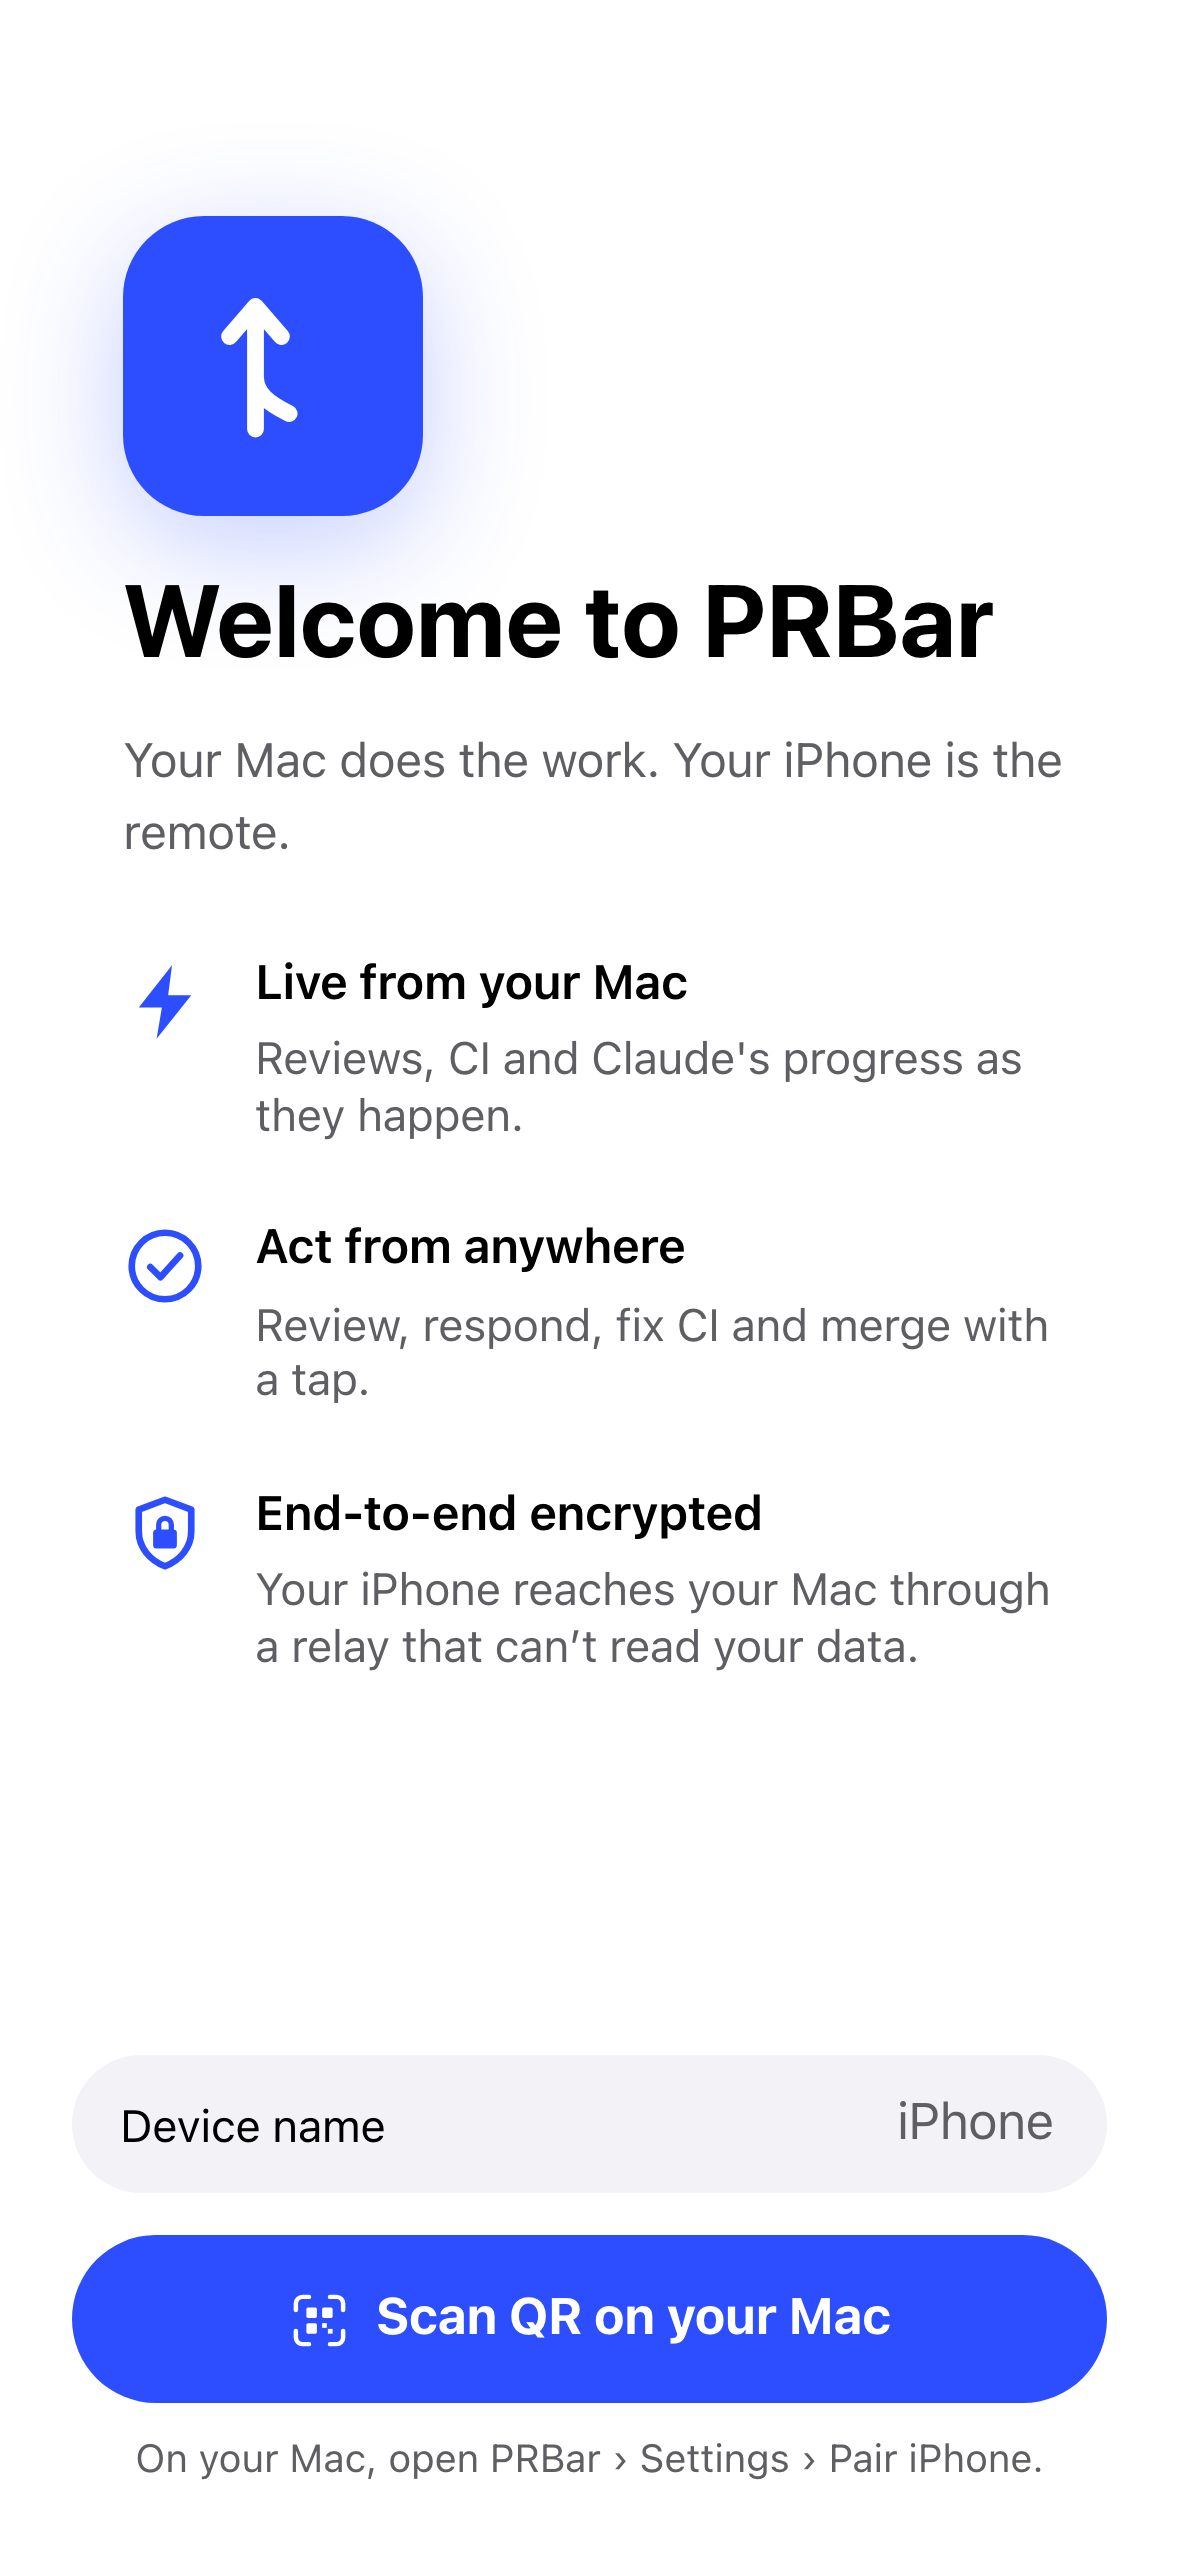 Welcome to PRBar
Your Mac does the work. Your iPhone is the
remote.
Live from your Mac
Reviews, CI and Claude's progress as
they happen.
Act from anywhere
Review, respond, fix CI and merge with
a tap.
End-to-end encrypted
Your iPhone reaches your Mac through
a relay that can’t read your data.
Device name iPhone
Scan QR on your Mac
On your Mac, open PRBar › Settings › Pair iPhone.